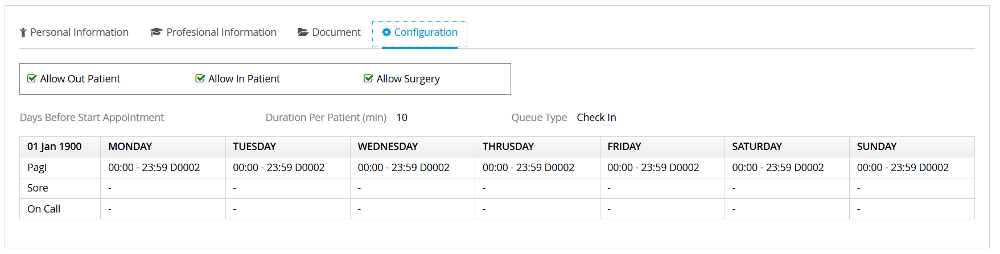 Personal Information Profesional Information Document Configuration
Allow Out Patient Allow In Patient Allow Surgery
Days Before Start Appointment Duration Per Patient (min) 10 Queue Type Check In
01 Jan 1900 MONDAY TUESDAY WEDNESDAY THRUSDAY FRIDAY SATURDAY SUNDAY
Pagi 00:00 - 23:59 D0002 00:00 - 23:59 D0002 00:00 - 23:59 D0002 00:00 - 23:59 D0002 00:00 - 23:59 D0002 00:00 - 23:59 D0002 00:00 - 23:59 D0002
Sore - - - - - - -
On Call - - - - - - -